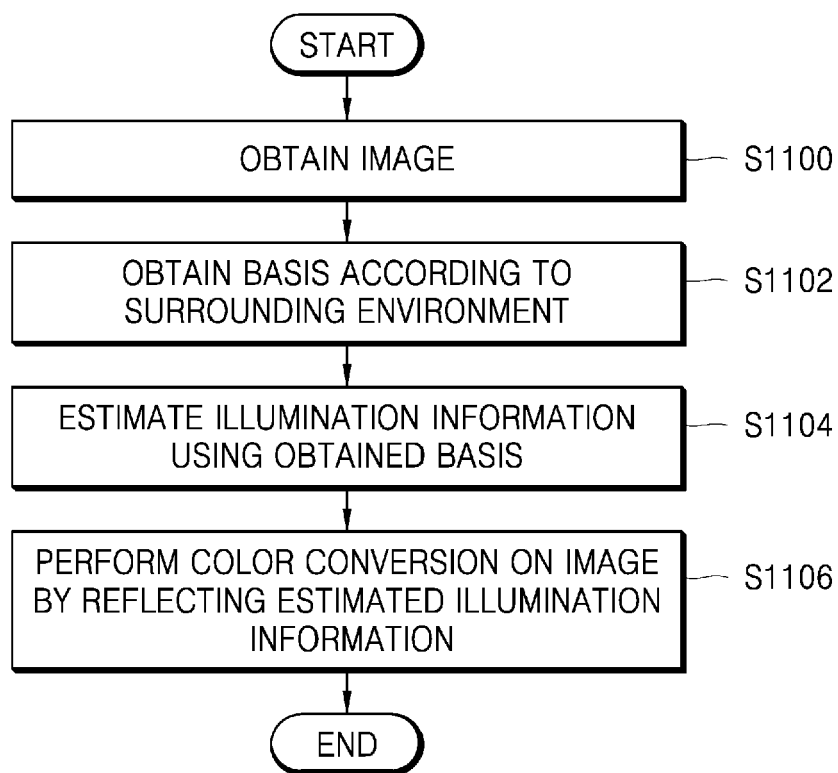 START
OBTAIN IMAGE
S1100
OBTAIN BASIS ACCORDING TO
SURROUNDING ENVIRONMENT
S1102
ESTIMATE ILLUMINATION INFORMATION
USING OBTAINED BASIS
S1104
PERFORM COLOR CONVERSION ON IMAGE
BY REFLECTING ESTIMATED ILLUMINATION
INFORMATION
S1106
END